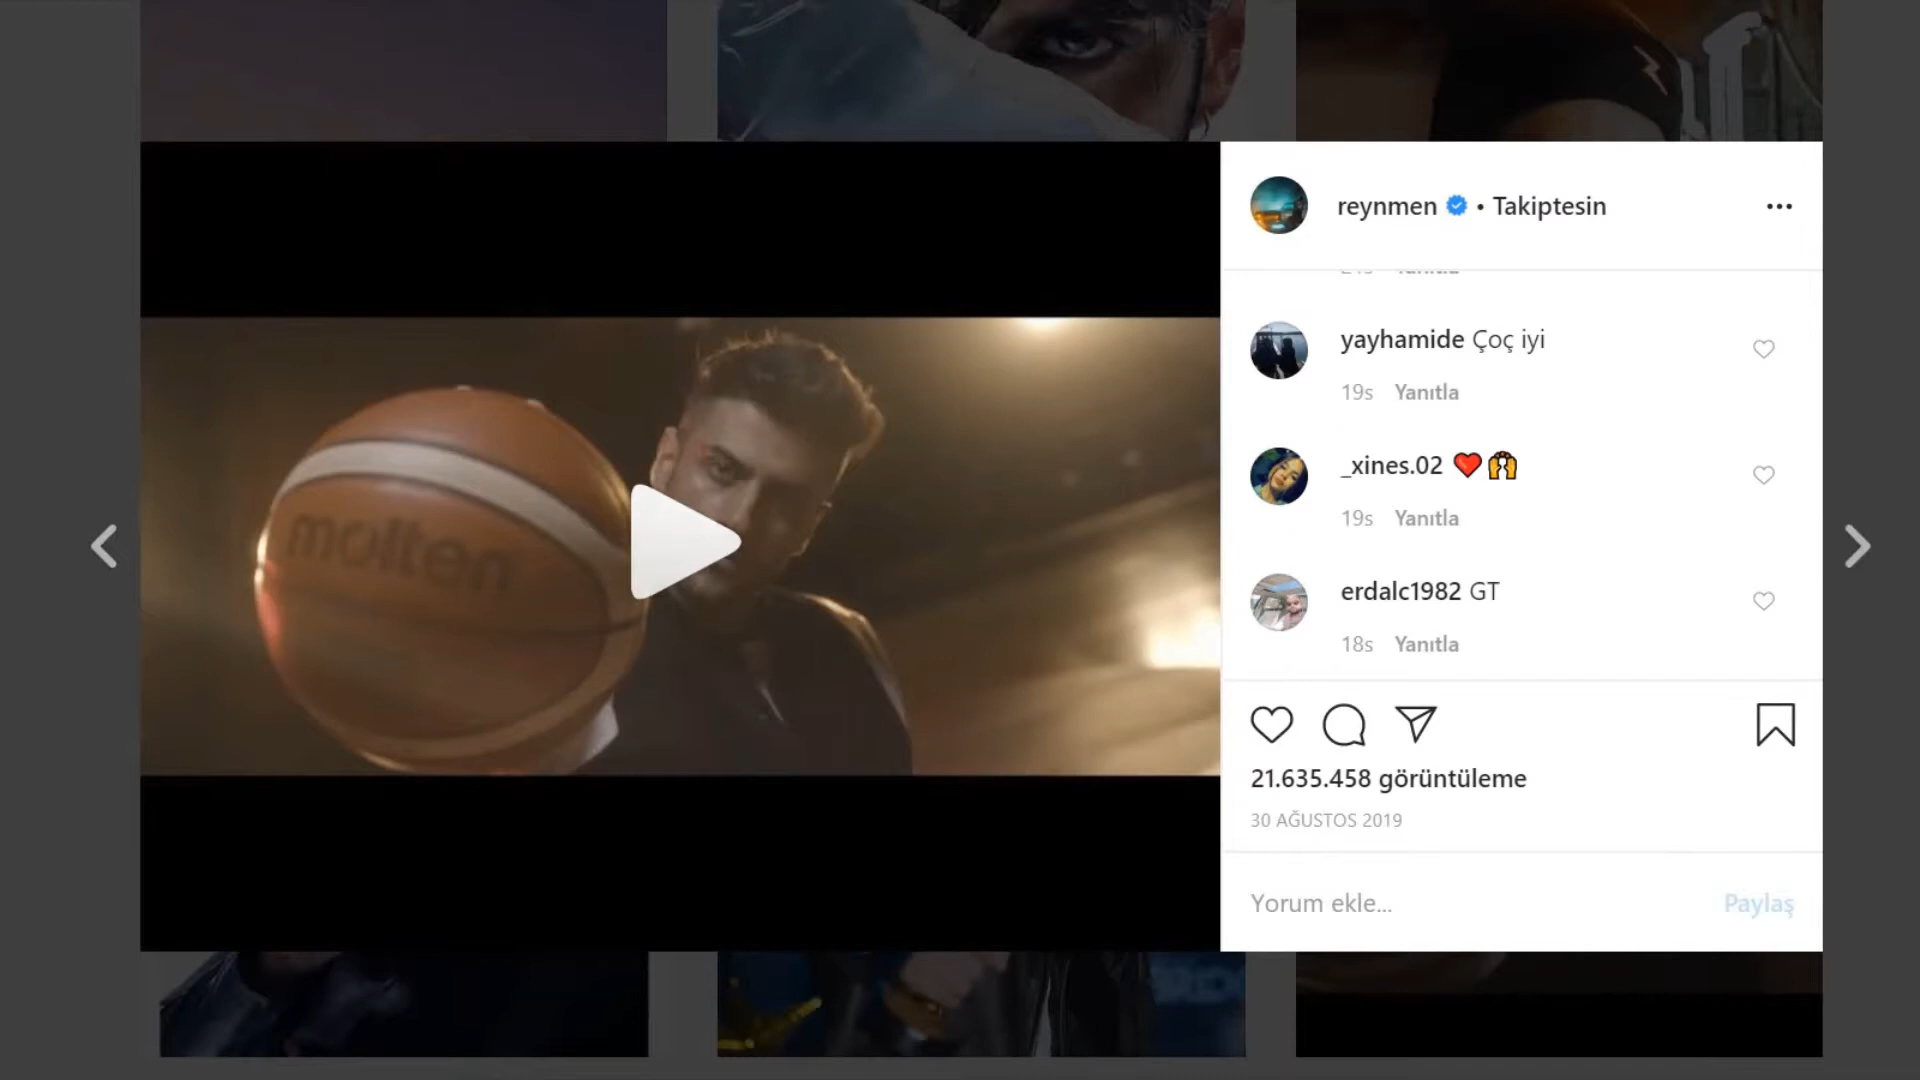 molten
reynmen • Takiptesin
yayhamide Çoç iyi
19s Yanıtla
_xines.02 ❤️🙌
19s Yanıtla
erdalc1982 GT
18s Yanıtla
21.635.458 görüntüleme
30 AĞUSTOS 2019
Yorum ekle...
Paylaş